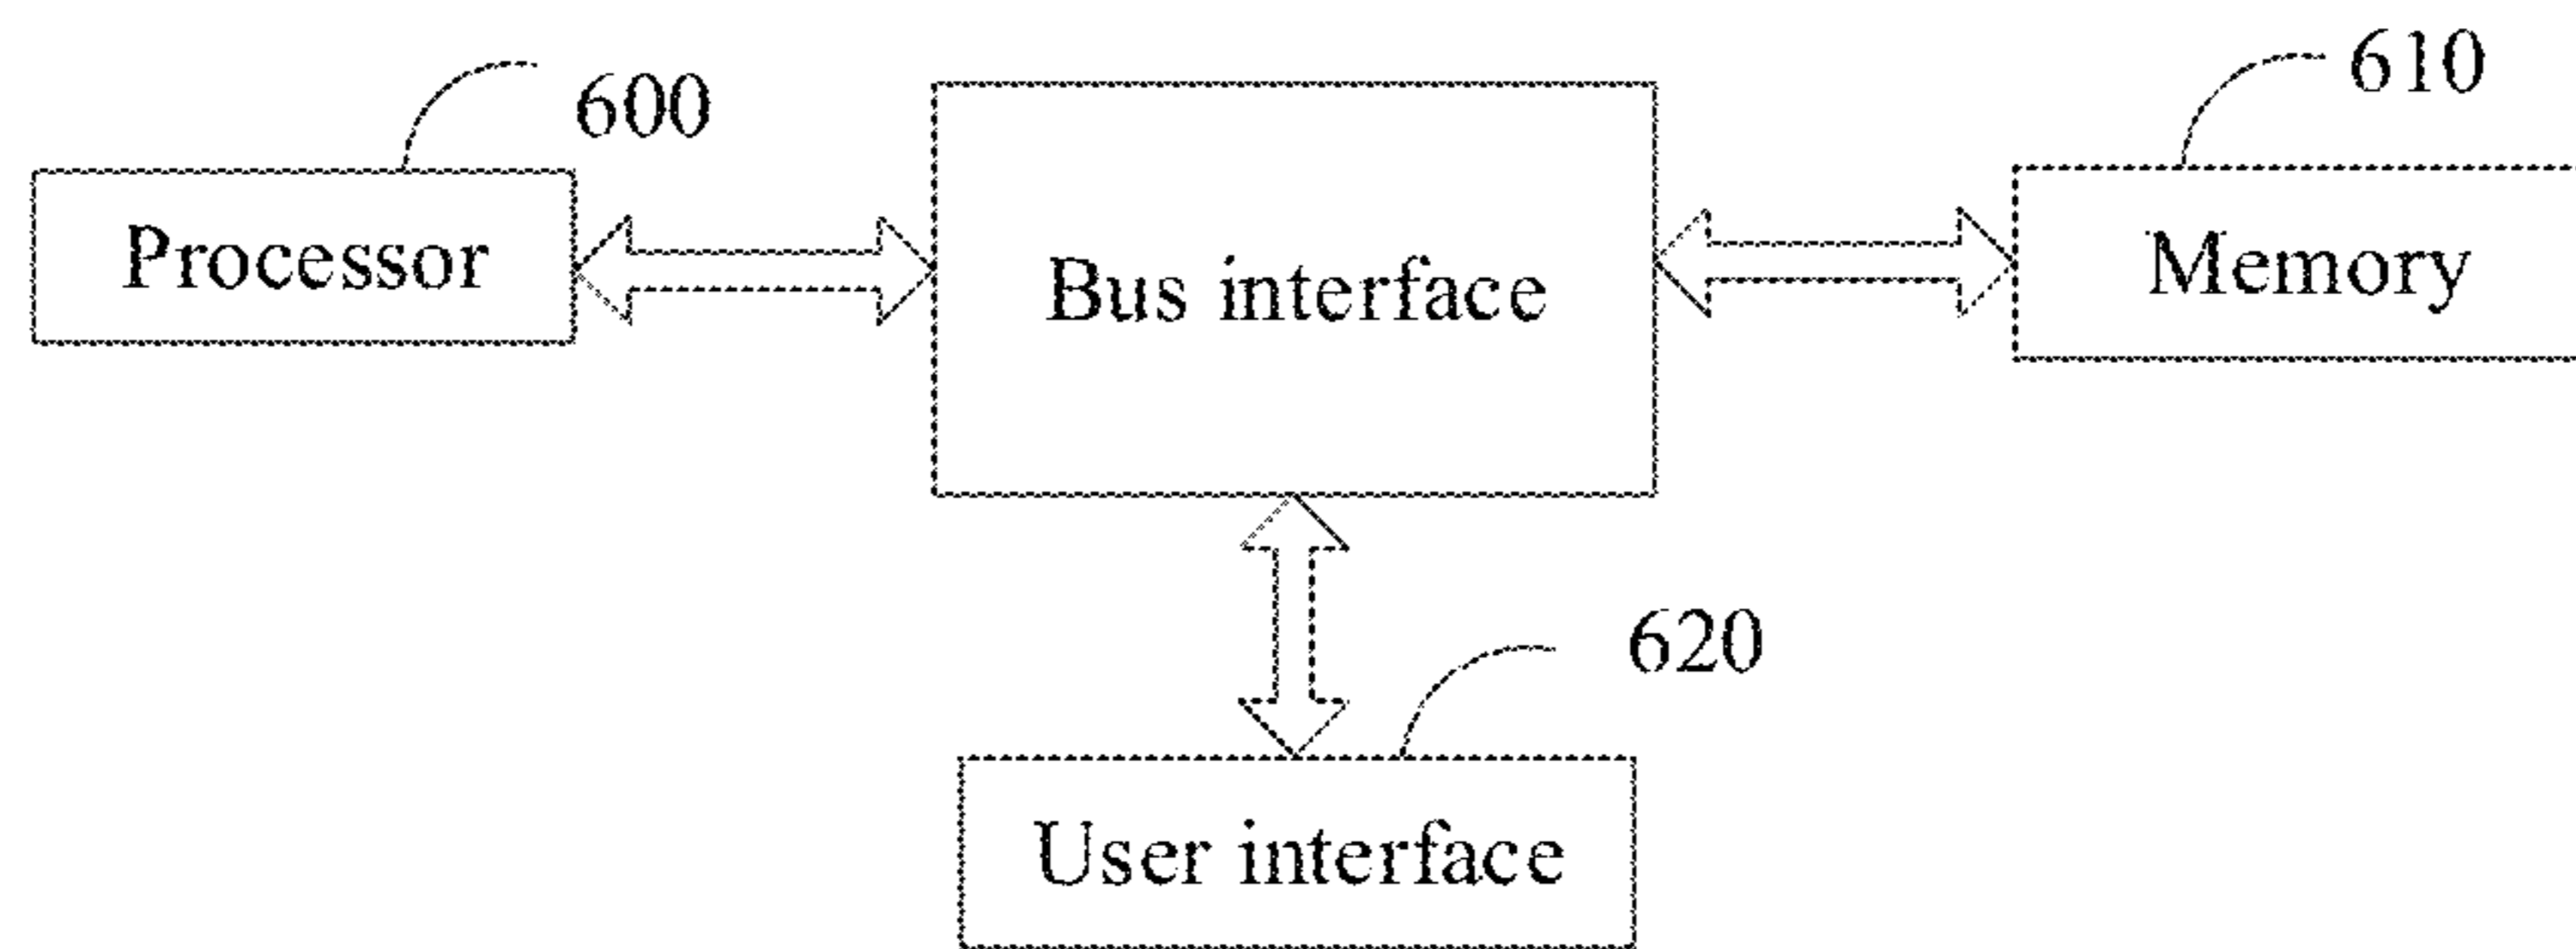 600
610
Processor
Bus interface
Memory
620
User interface